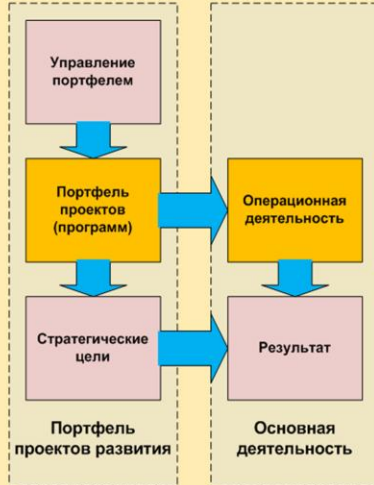 Управление
портфелем
Портфель
проектов
(программ)
Операционная
деятельность
Стратегические
цели
Результат
Портфель
проектов развития
Основная
деятельность